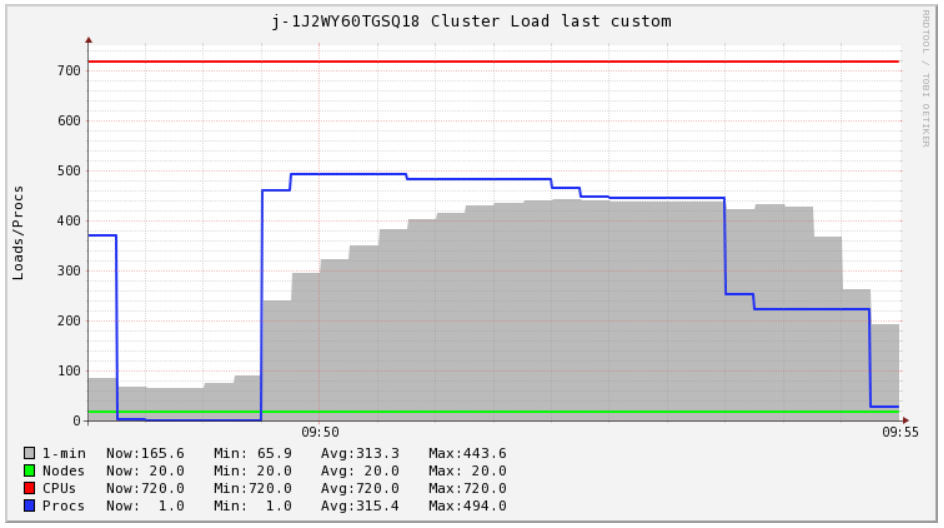 j-1J2WY60TGSQ18 Cluster Load last custom
RRDTOOL / TOBI OETIKER
Loads/Procs
700
600
500
400
300
200
100
0
09:50 09:55
1-min Now:165.6 Min: 65.9 Avg:313.3 Max:443.6
Nodes Now: 20.0 Min: 20.0 Avg: 20.0 Max: 20.0
CPUs Now:720.0 Min:720.0 Avg:720.0 Max:720.0
Procs Now: 1.0 Min: 1.0 Avg:315.4 Max:494.0